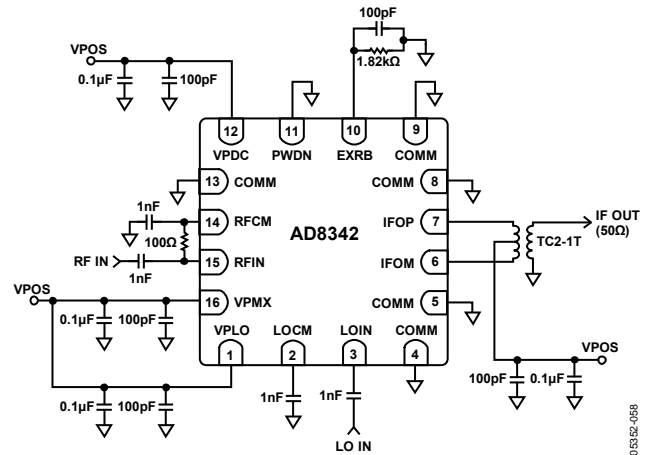 100pF
1.82kΩ
VPOS
0.1µF
100pF
12
11
10
9
VPDC
PWDN
EXRB
COMM
13
COMM
COMM
8
1nF
14
RFCM
IFOP
7
IF OUT
(50Ω)
100Ω
AD8342
TC2-1T
RF IN
15
RFIN
IFOM
6
1nF
VPOS
16
VPMX
COMM
5
0.1µF
100pF
VPLO
LOCM
LOIN
COMM
VPOS
1
2
3
4
100pF
0.1µF
0.1µF
100pF
1nF
1nF
LO IN
05352-058